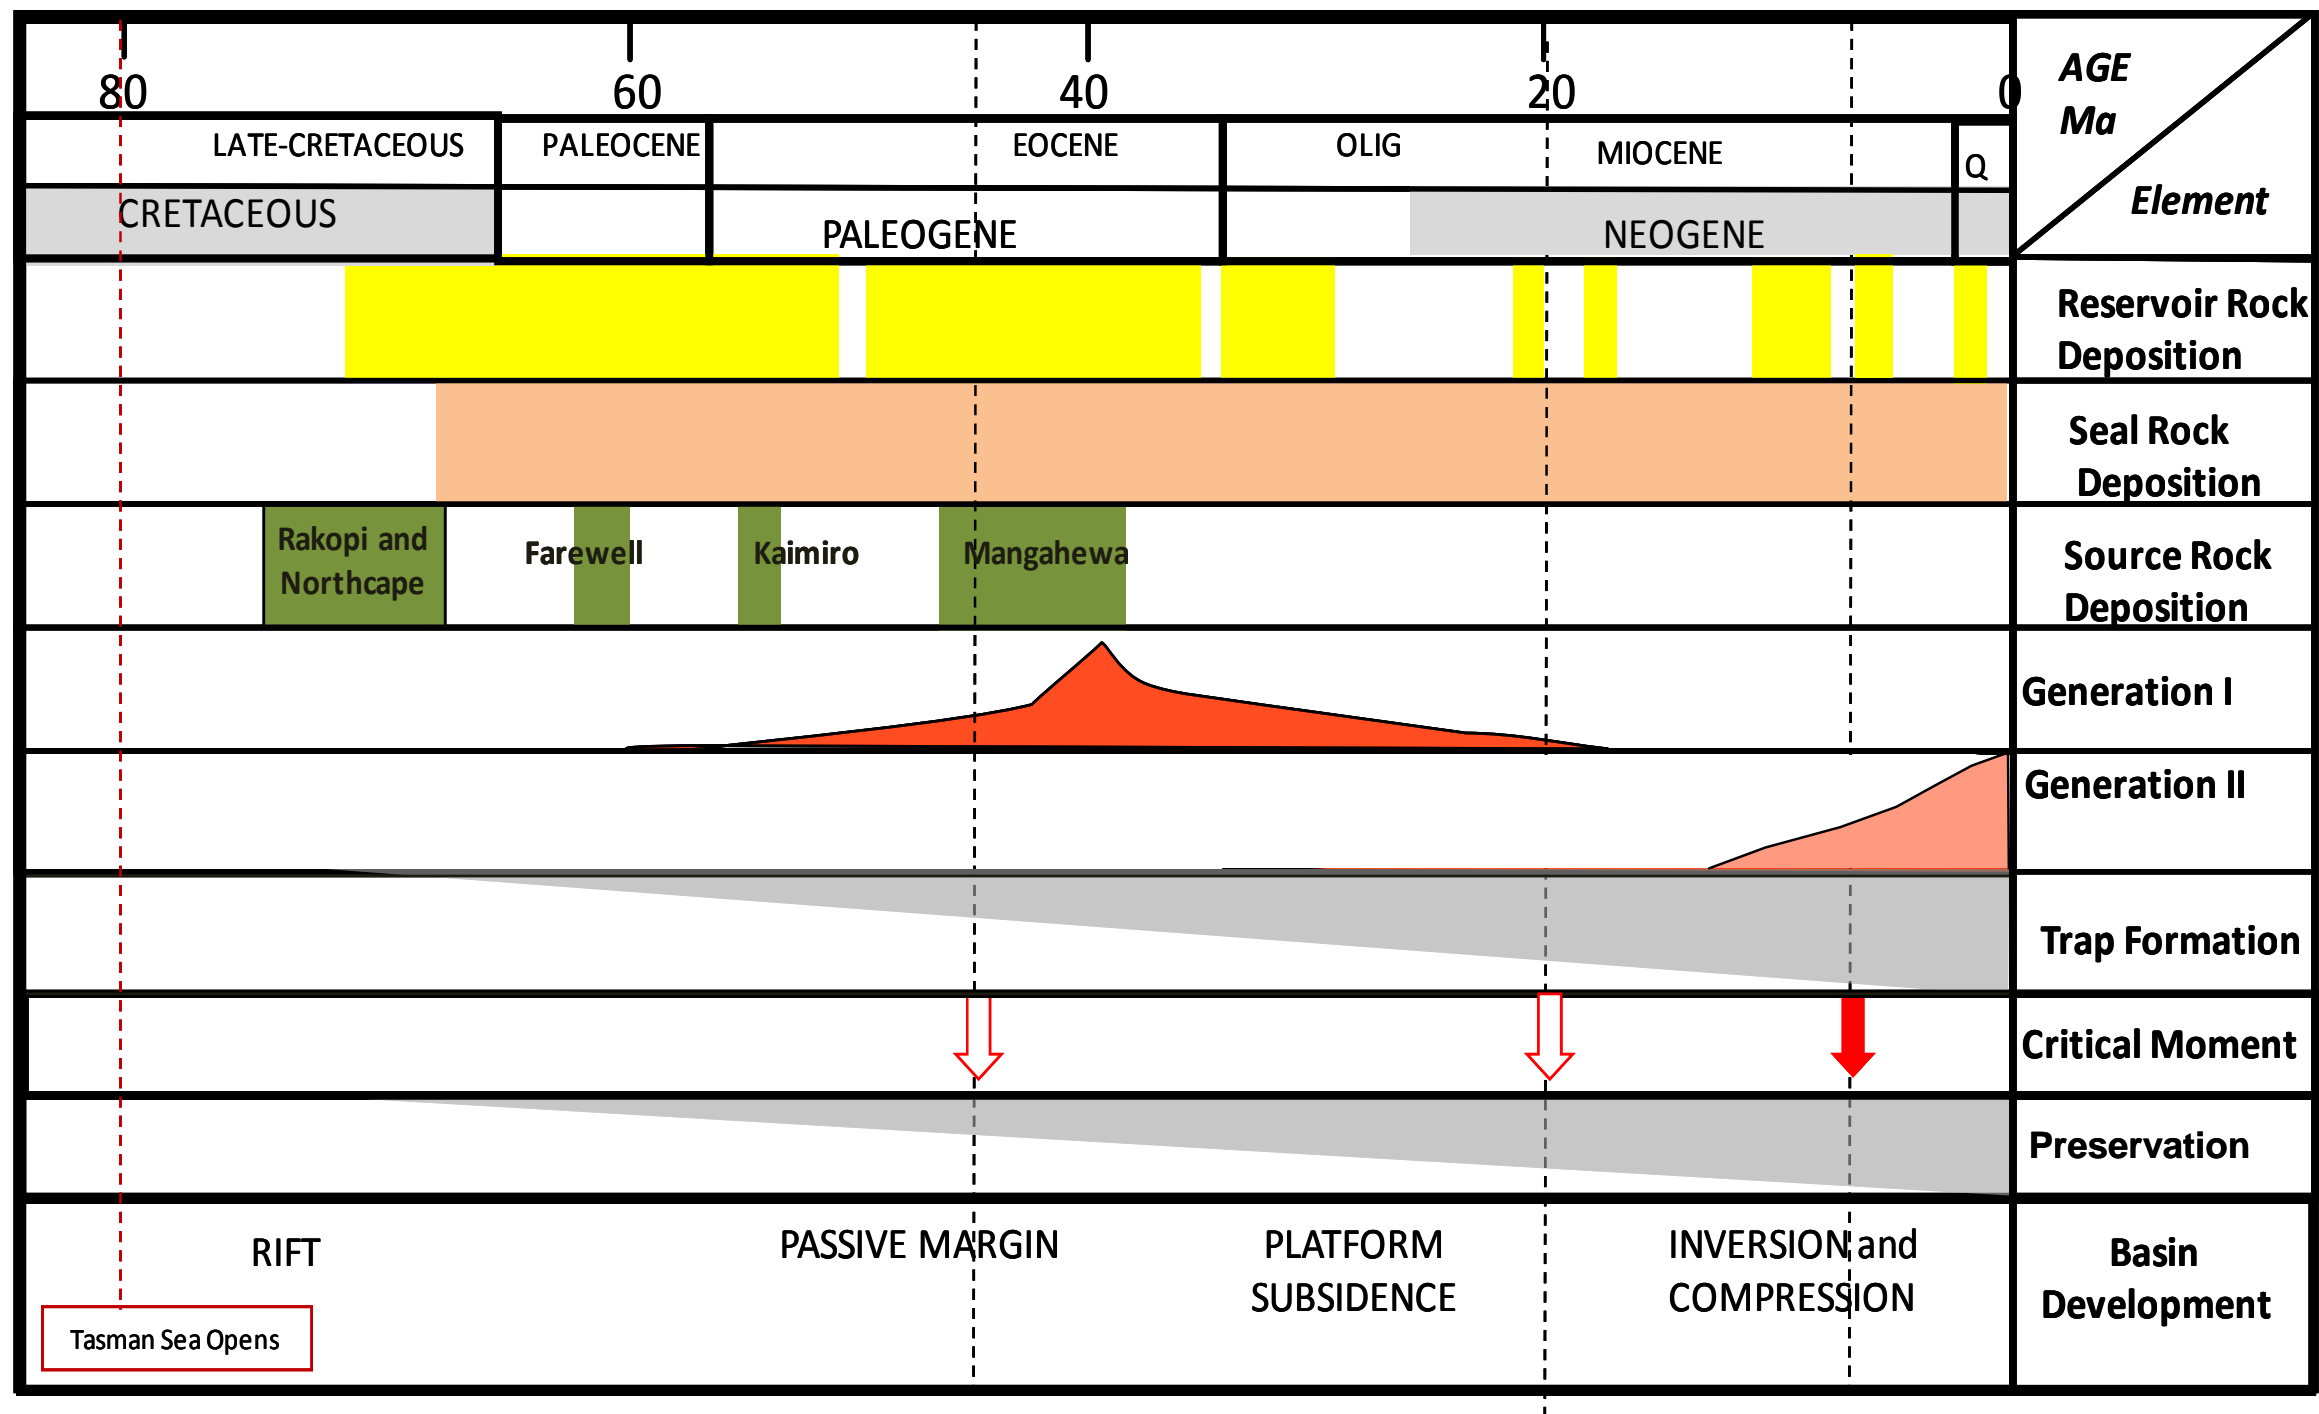 80 60 40 20 0
AGE
Ma
Element
LATE-CRETACEOUS PALEOCENE EOCENE OLIG MIOCENE Q
CRETACEOUS PALEOGENE NEOGENE
Reservoir Rock
Deposition
Seal Rock
Deposition
Rakopi and
Northcape
Farewell
Kaimiro
Mangahewa
Source Rock
Deposition
Generation I
Generation II
Trap Formation
Critical Moment
Preservation
RIFT
PASSIVE MARGIN
PLATFORM
SUBSIDENCE
INVERSION and
COMPRESSION
Basin
Development
Tasman Sea Opens